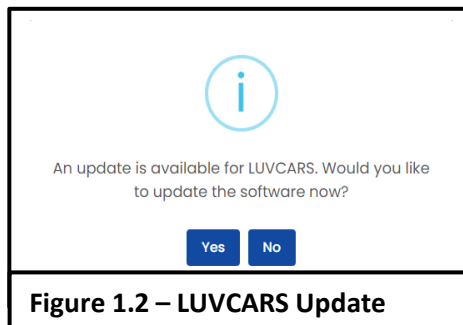 i
An update is available for LUVCARS. Would you like
to update the software now?
Yes No
Figure 1.2 – LUVCARS Update